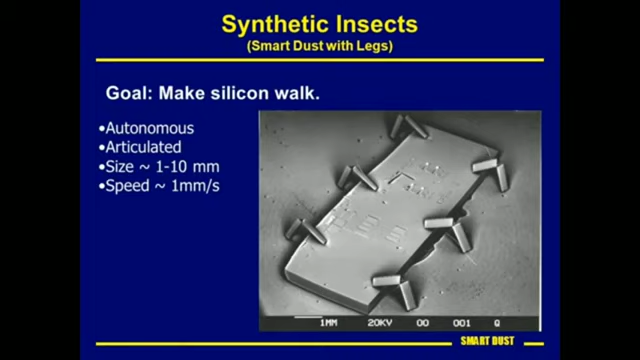 Synthetic Insects
(Smart Dust with Legs)
Goal: Make silicon walk.
•Autonomous
•Articulated
•Size ~ 1-10 mm
•Speed ~ 1mm/s
1MM 20KV 00 001 Q
SMART DUST